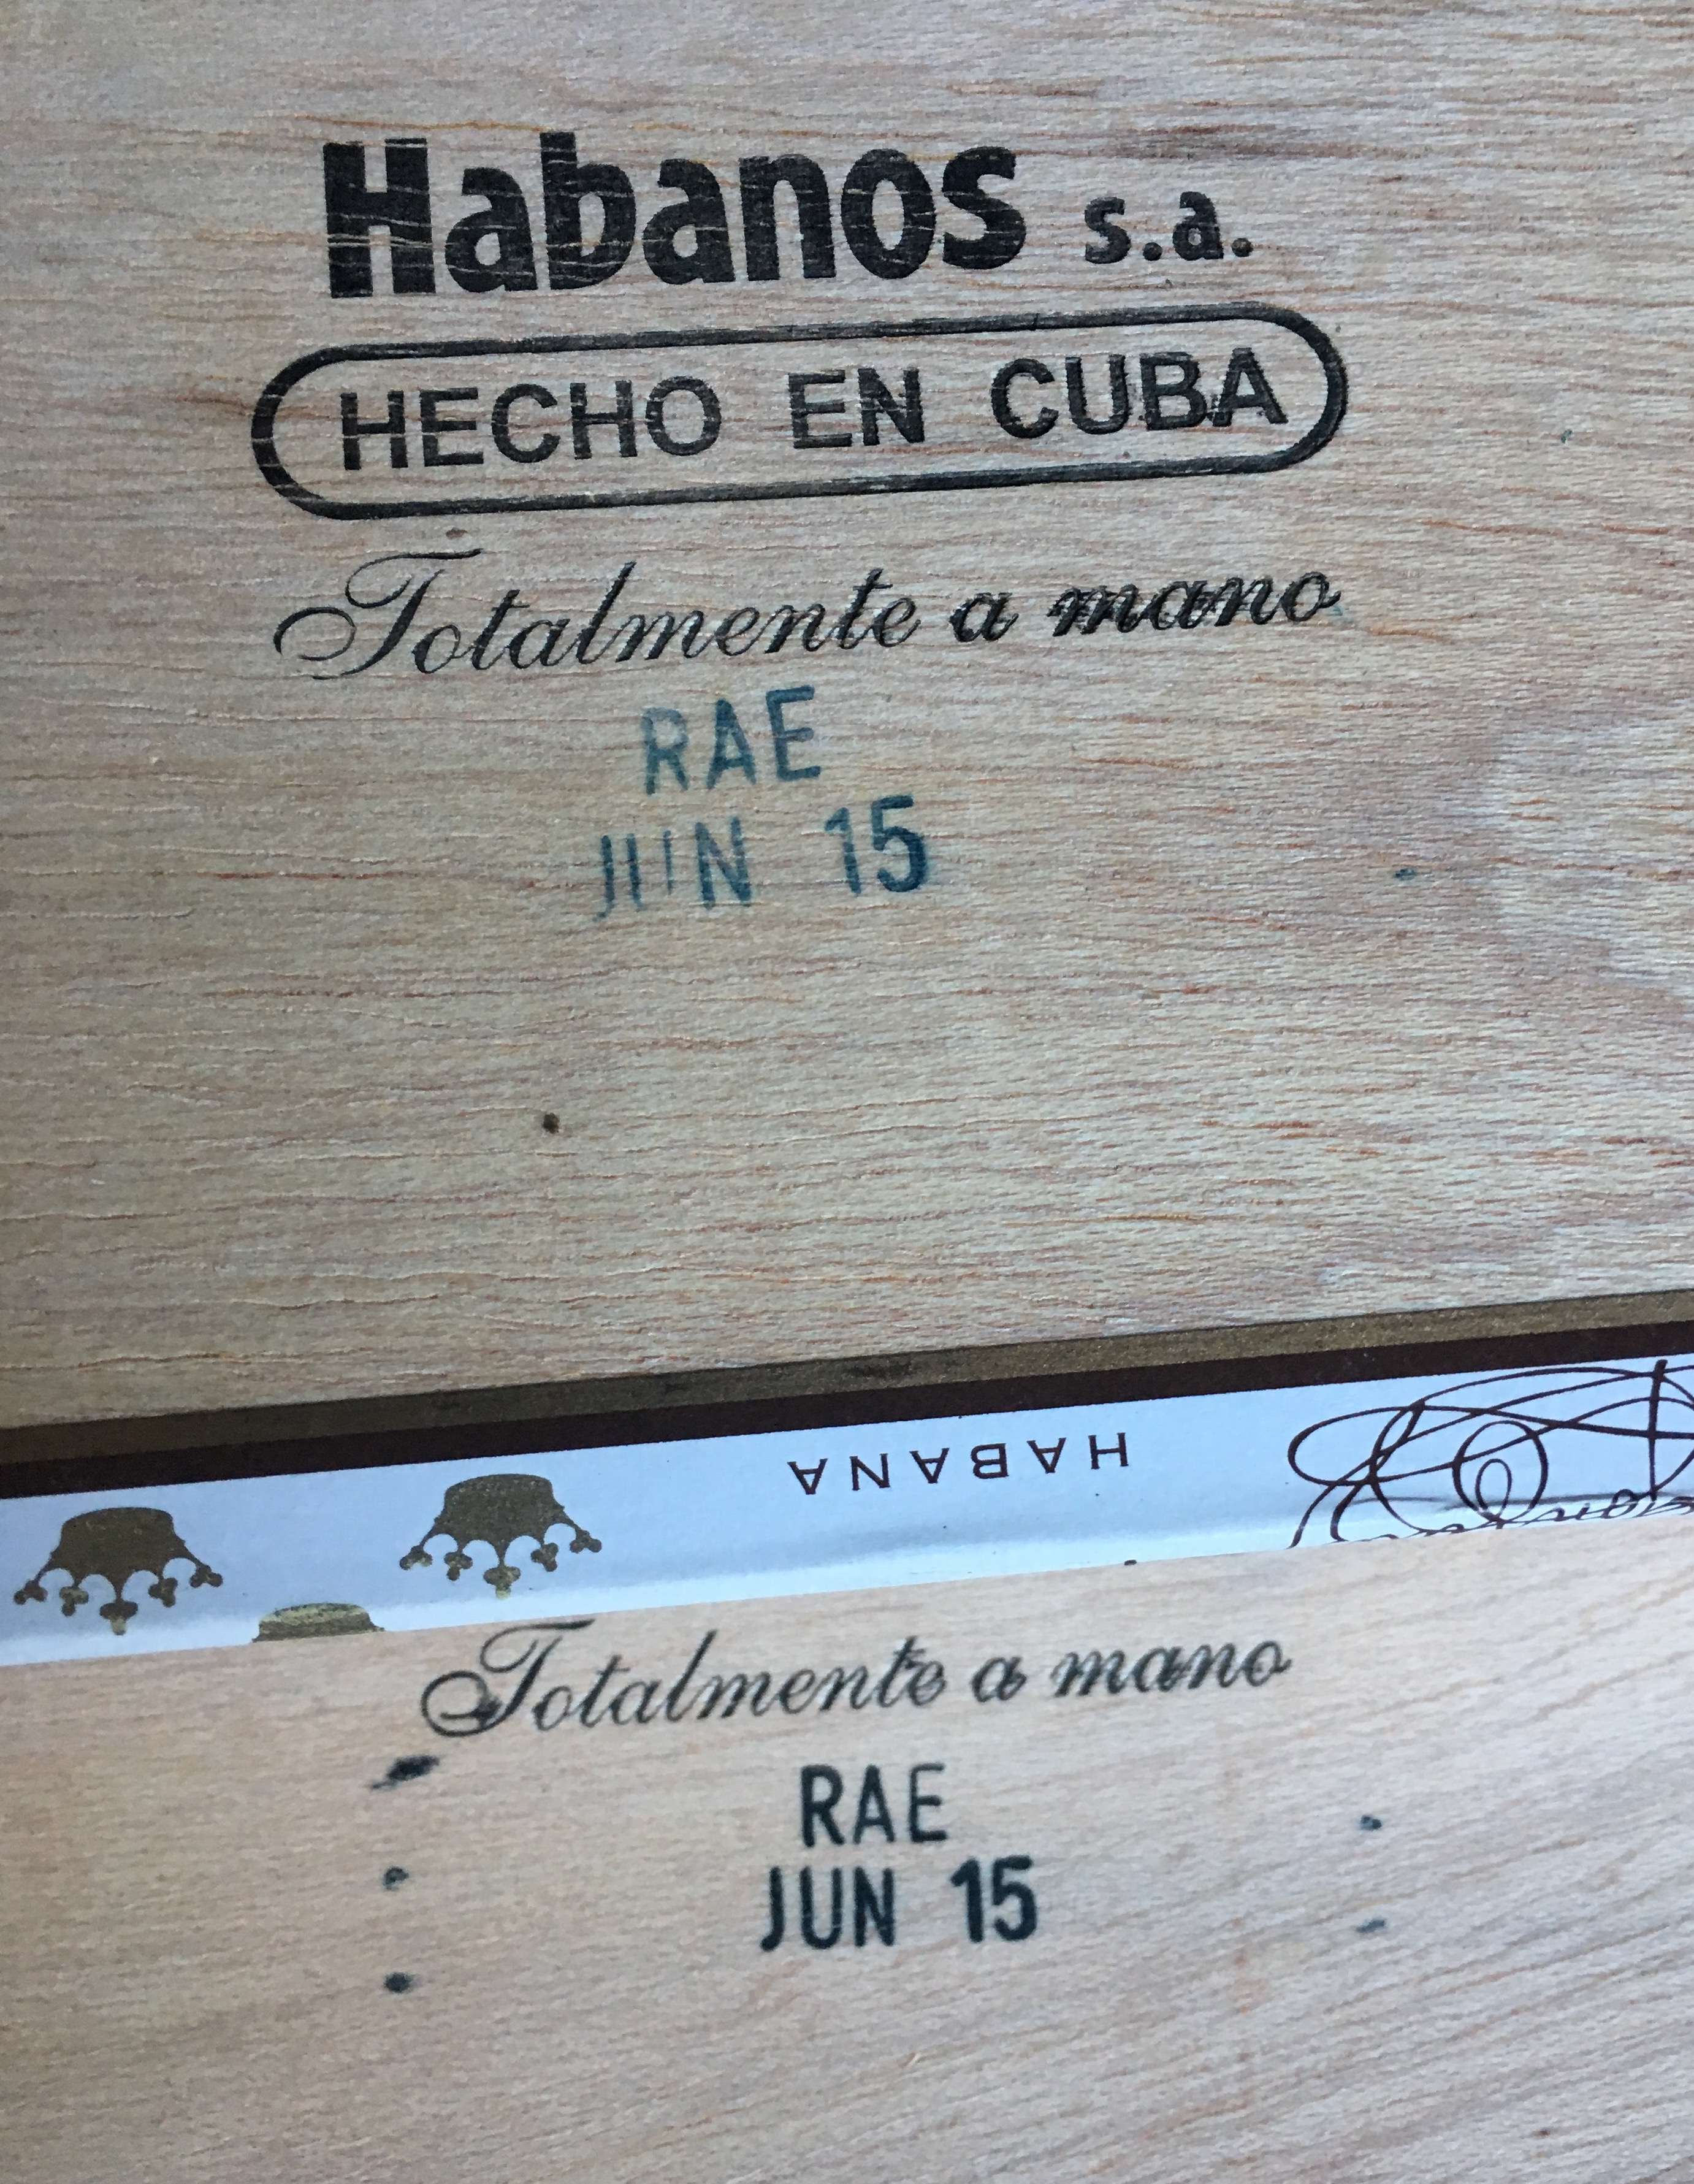 Habanos s.a.
HECHO EN CUBA
Totalmente a mano
RAE
JUN 15
HABANA
Totalmente a mano
RAE
JUN 15